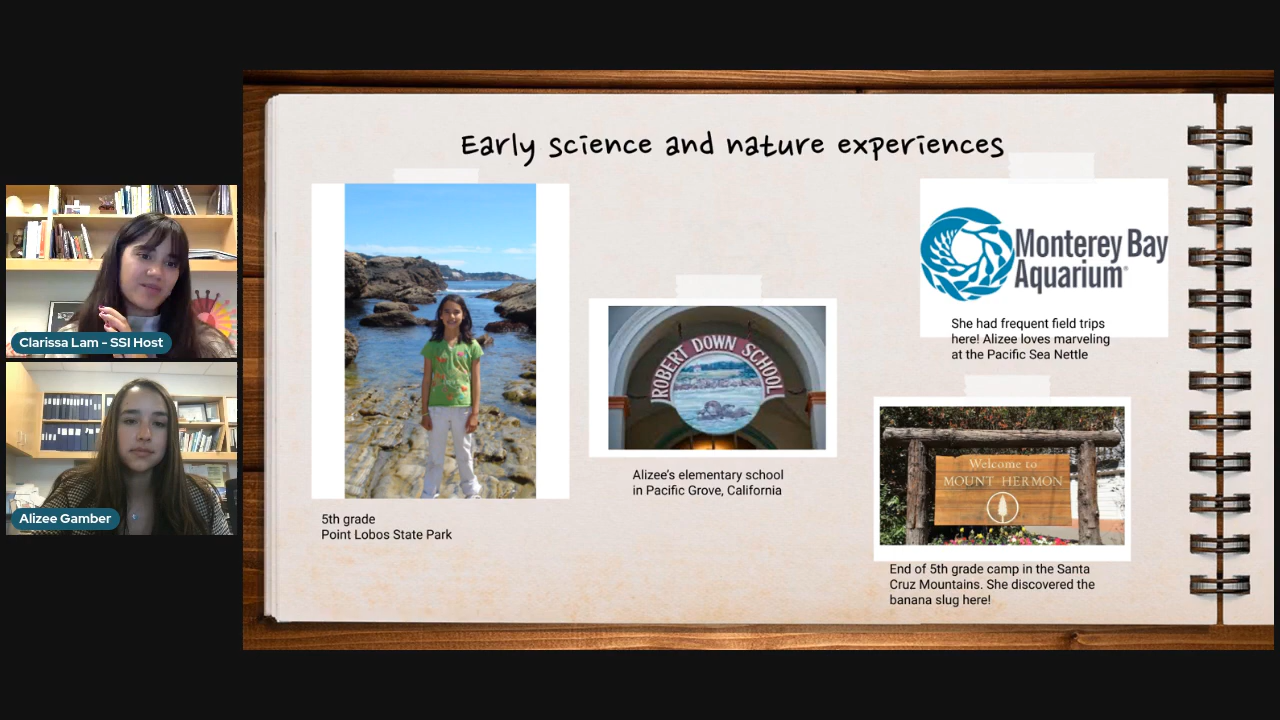 Early science and nature experiences
Clarissa Lam - SSI Host
Alizee Gamber
5th grade
Point Lobos State Park
ROBERT DOWN SCHOOL
Alizee's elementary school
in Pacific Grove, California
Monterey Bay
Aquarium®
She had frequent field trips
here! Alizee loves marveling
at the Pacific Sea Nettle
Welcome to
MOUNT HERMON
End of 5th grade camp in the Santa
Cruz Mountains. She discovered the
banana slug here!